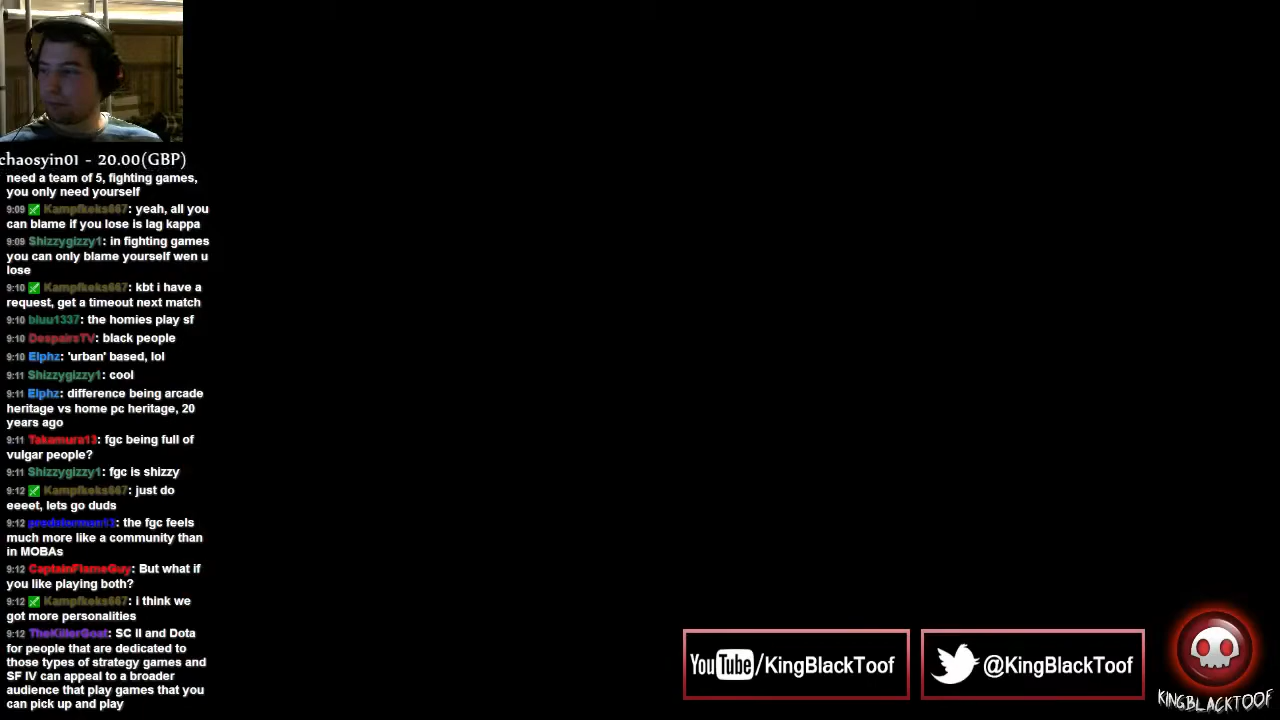 chaosyin01 - 20.00(GBP)
need a team of 5, fighting games,
you only need yourself
9:09 Kampfkeks667: yeah, all you
can blame if you lose is lag kappa
9:09 Shizzygizzy1: in fighting games
you can only blame yourself wen u
lose
9:10 Kampfkeks667: kbt i have a
request, get a timeout next match
9:10 bluu1337: the homies play sf
9:10 DespairsTV: black people
9:10 Elphz: 'urban' based, lol
9:11 Shizzygizzy1: cool
9:11 Elphz: difference being arcade
heritage vs home pc heritage, 20
years ago
9:11 Takamura13: fgc being full of
vulgar people?
9:11 Shizzygizzy1: fgc is shizzy
9:12 Kampfkeks667: just do
eeeet, lets go duds
9:12 : the fgc feels
much more like a community than
in MOBAs
9:12 CaptainFlameGuy: But what if
you like playing both?
9:12 Kampfkeks667: i think we
got more personalities
9:12 TheKillerGoat: SC II and Dota
for people that are dedicated to
those types of strategy games and
SF IV can appeal to a broader
audience that play games that you
can pick up and play
YouTube/KingBlackToof
@KingBlackToof
KINGBLACKTOOF